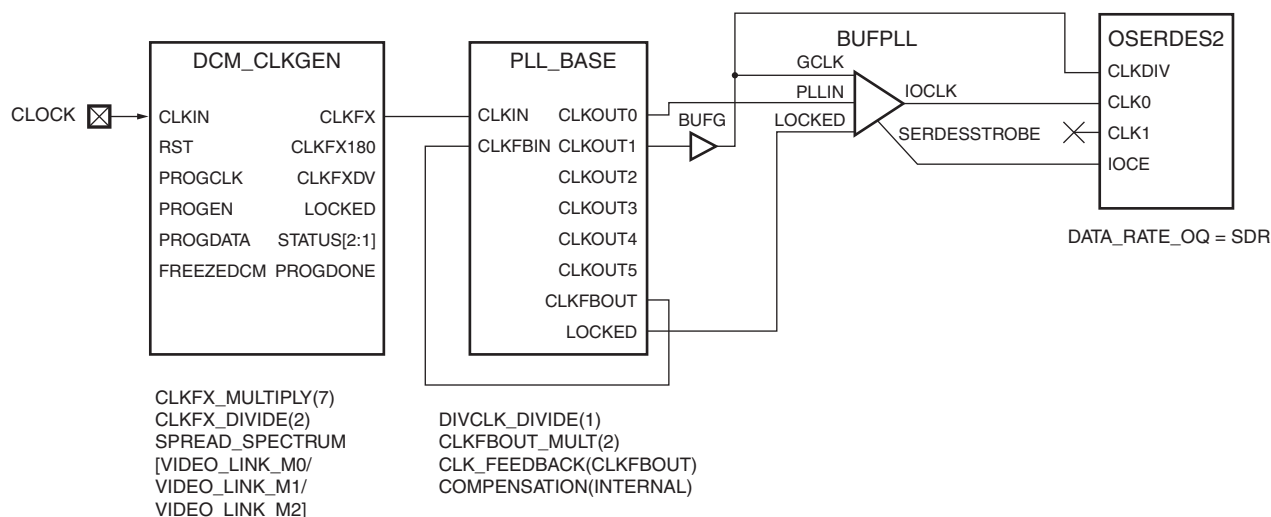 CLOCK
DCM_CLKGEN
CLKIN
RST
PROGCLK
PROGEN
PROGDATA
FREEZEDCM
CLKFX
CLKFX180
CLKFXDV
LOCKED
STATUS[2:1]
PROGDONE
CLKFX_MULTIPLY(7)
CLKFX_DIVIDE(2)
SPREAD_SPECTRUM
[VIDEO_LINK_M0/
VIDEO_LINK_M1/
VIDEO_LINK_M2]
PLL_BASE
CLKIN
CLKFBIN
CLKOUT0
CLKOUT1
CLKOUT2
CLKOUT3
CLKOUT4
CLKOUT5
CLKFBOUT
LOCKED
DIVCLK_DIVIDE(1)
CLKFBOUT_MULT(2)
CLK_FEEDBACK(CLKFBOUT)
COMPENSATION(INTERNAL)
BUFG
BUFPLL
GCLK
PLLIN
LOCKED
IOCLK
SERDESSTROBE
OSERDES2
CLKDIV
CLK0
CLK1
IOCE
DATA_RATE_OQ = SDR